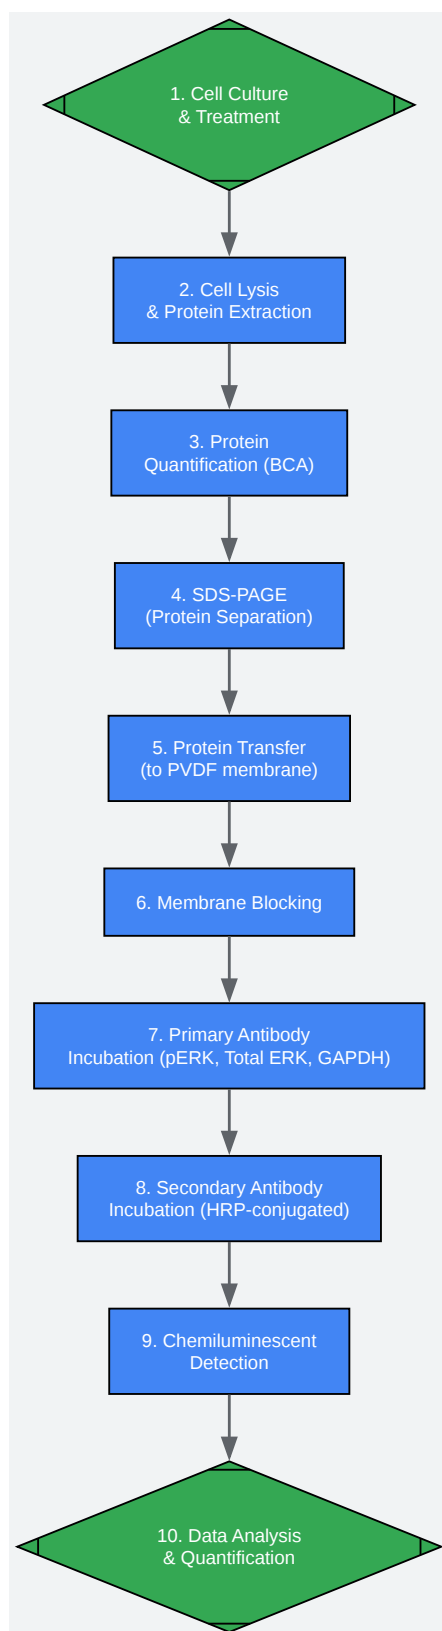 1. Cell Culture
& Treatment
2. Cell Lysis
& Protein Extraction
3. Protein
Quantification (BCA)
4. SDS-PAGE
(Protein Separation)
5. Protein Transfer
(to PVDF membrane)
6. Membrane Blocking
7. Primary Antibody
Incubation (pERK, Total ERK, GAPDH)
8. Secondary Antibody
Incubation (HRP-conjugated)
9. Chemiluminescent
Detection
10. Data Analysis
& Quantification